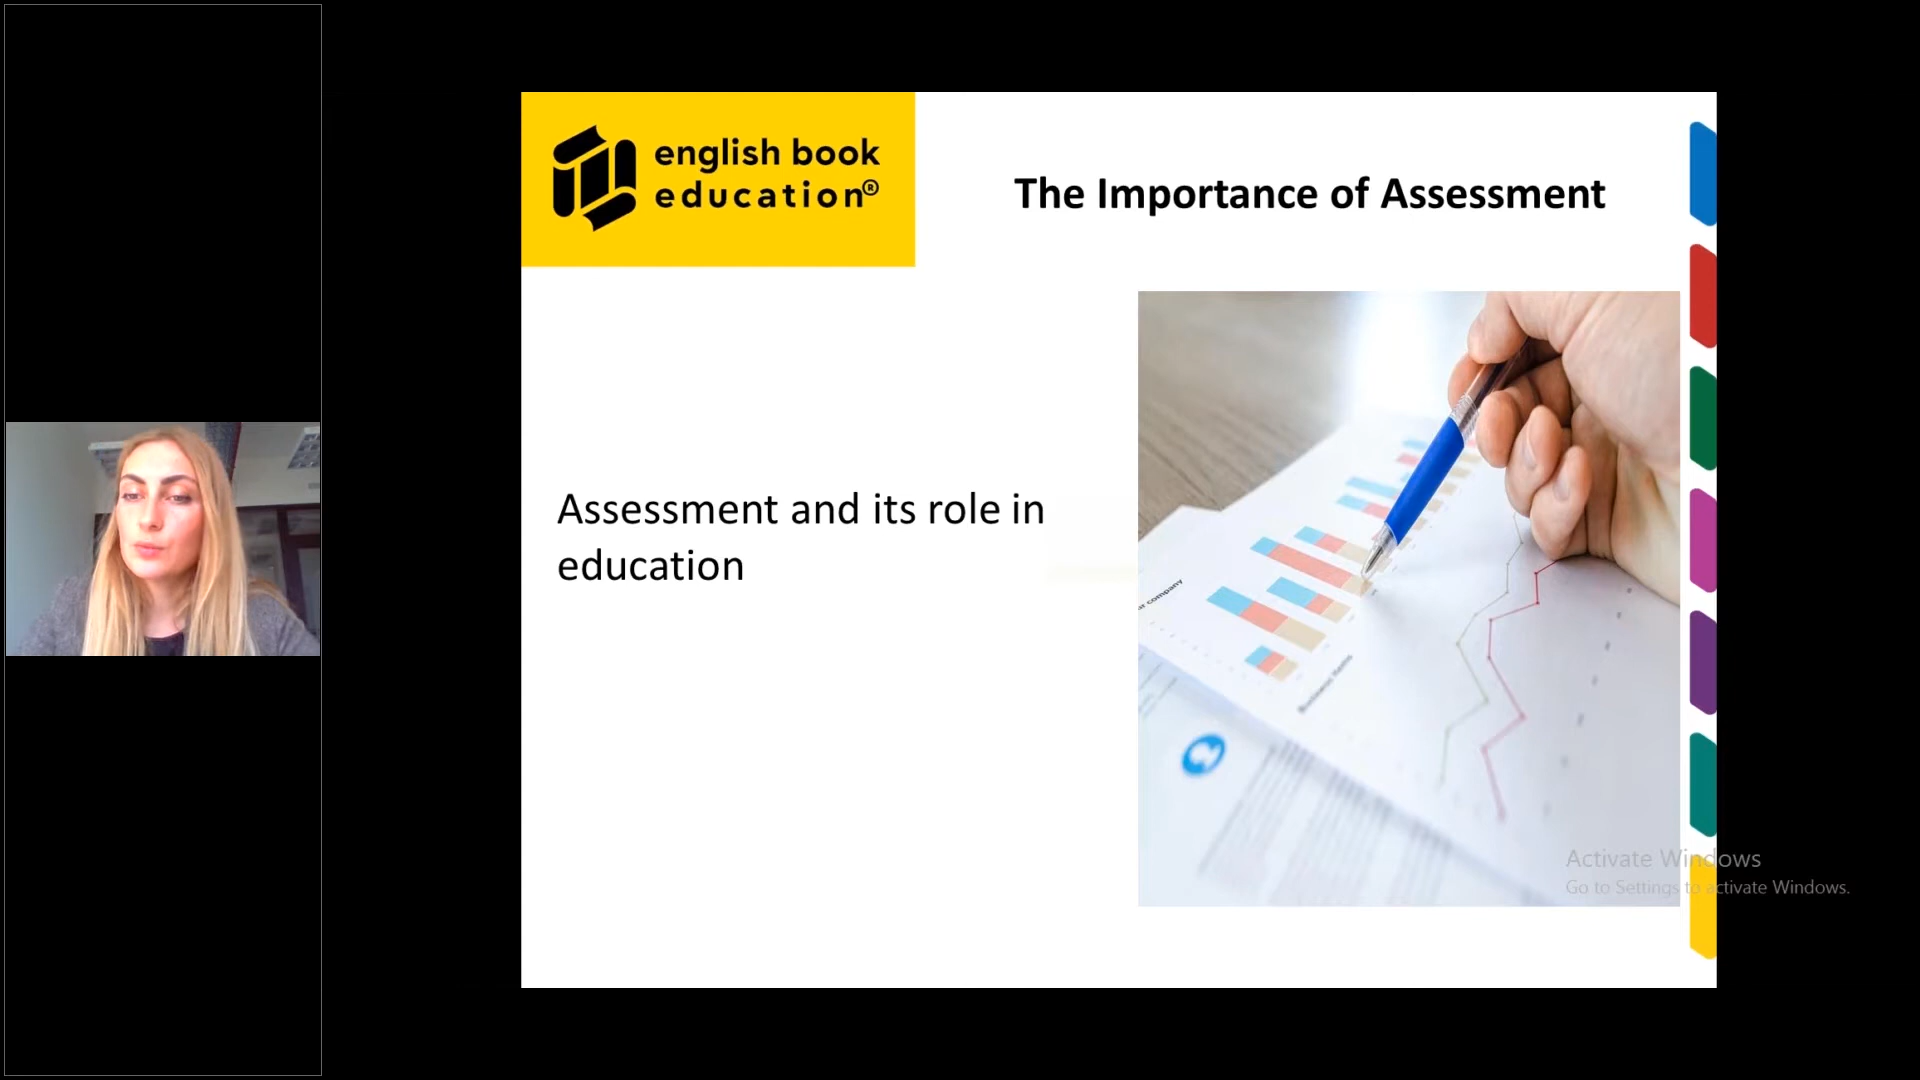 english book
education®
The Importance of Assessment
Assessment and its role in
education
Activate Windows
Go to Settings to activate Windows.